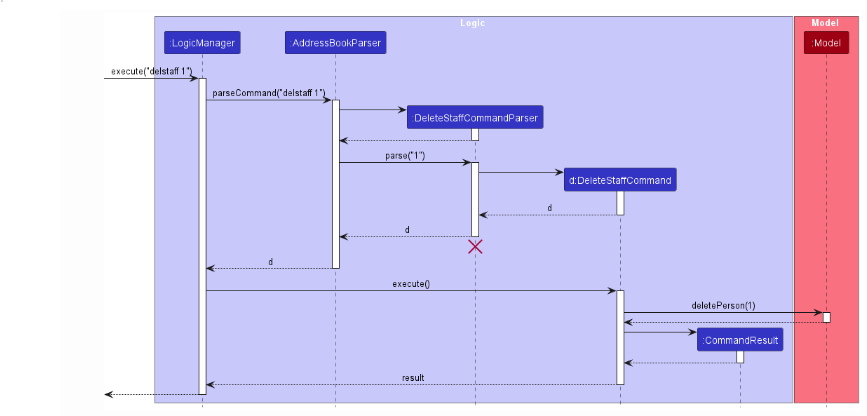 Logic
Model
:LogicManager
:AddressBookParser
:Model
execute("delstaff 1")
parseCommand("delstaff 1")
:DeleteStaffCommandParser
parse("1")
d:DeleteStaffCommand
d
d
d
execute()
deletePerson(1)
:CommandResult
result